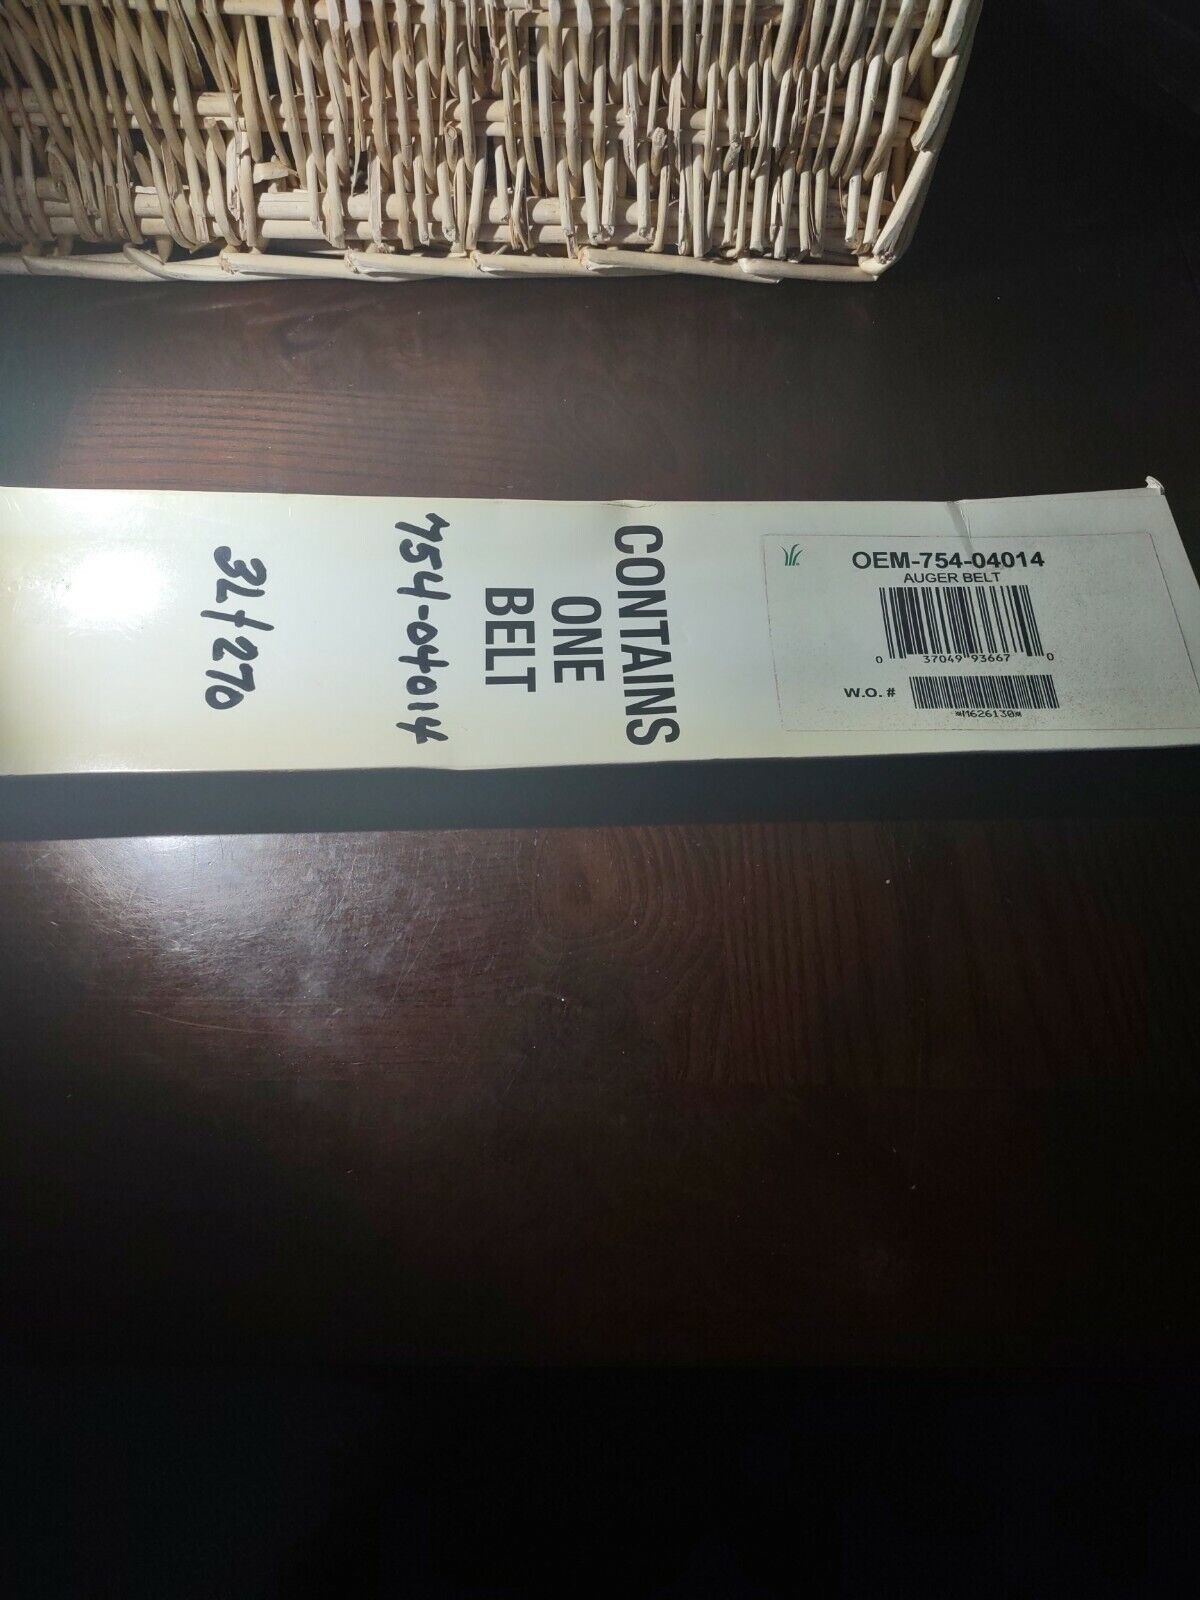 OEM-754-04014
AUGER BELT
0 37049 93667 0
W.O. #
*M626130*
CONTAINS
ONE
BELT
754-04014
3L/270